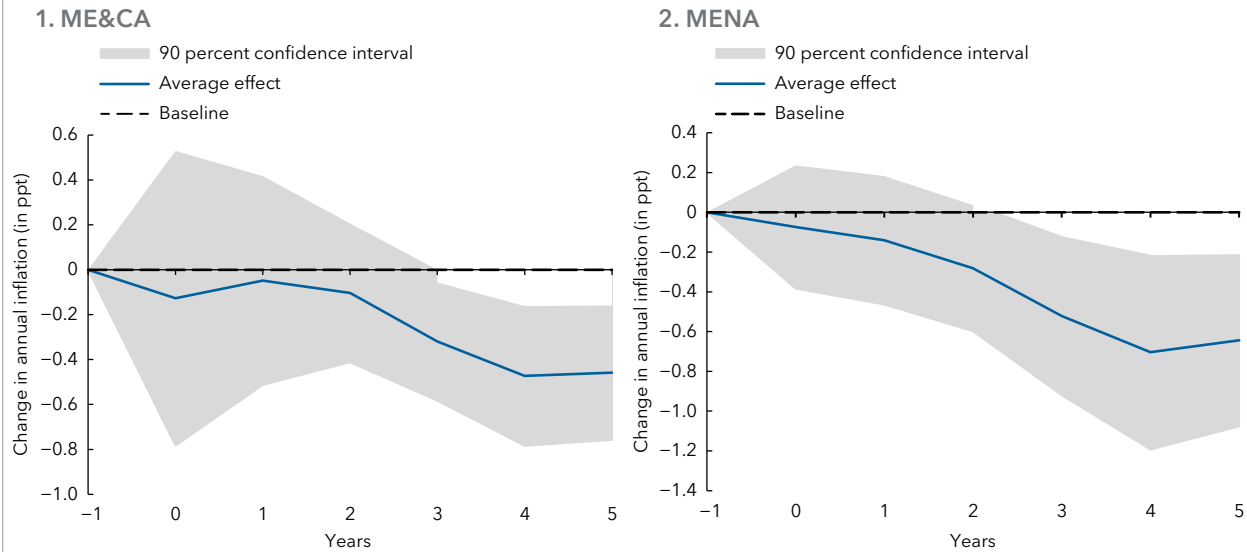 1. ME&CA
90 percent confidence interval
Average effect
Baseline
Change in annual inflation (in ppt)
0.6
0.4
0.2
0
−0.2
−0.4
−0.6
−0.8
−1.0
−1 0 1 2 3 4 5
Years
2. MENA
90 percent confidence interval
Average effect
Baseline
Change in annual inflation (in ppt)
0.4
0.2
0
−0.2
−0.4
−0.6
−0.8
−1.0
−1.2
−1.4
−1 0 1 2 3 4 5
Years